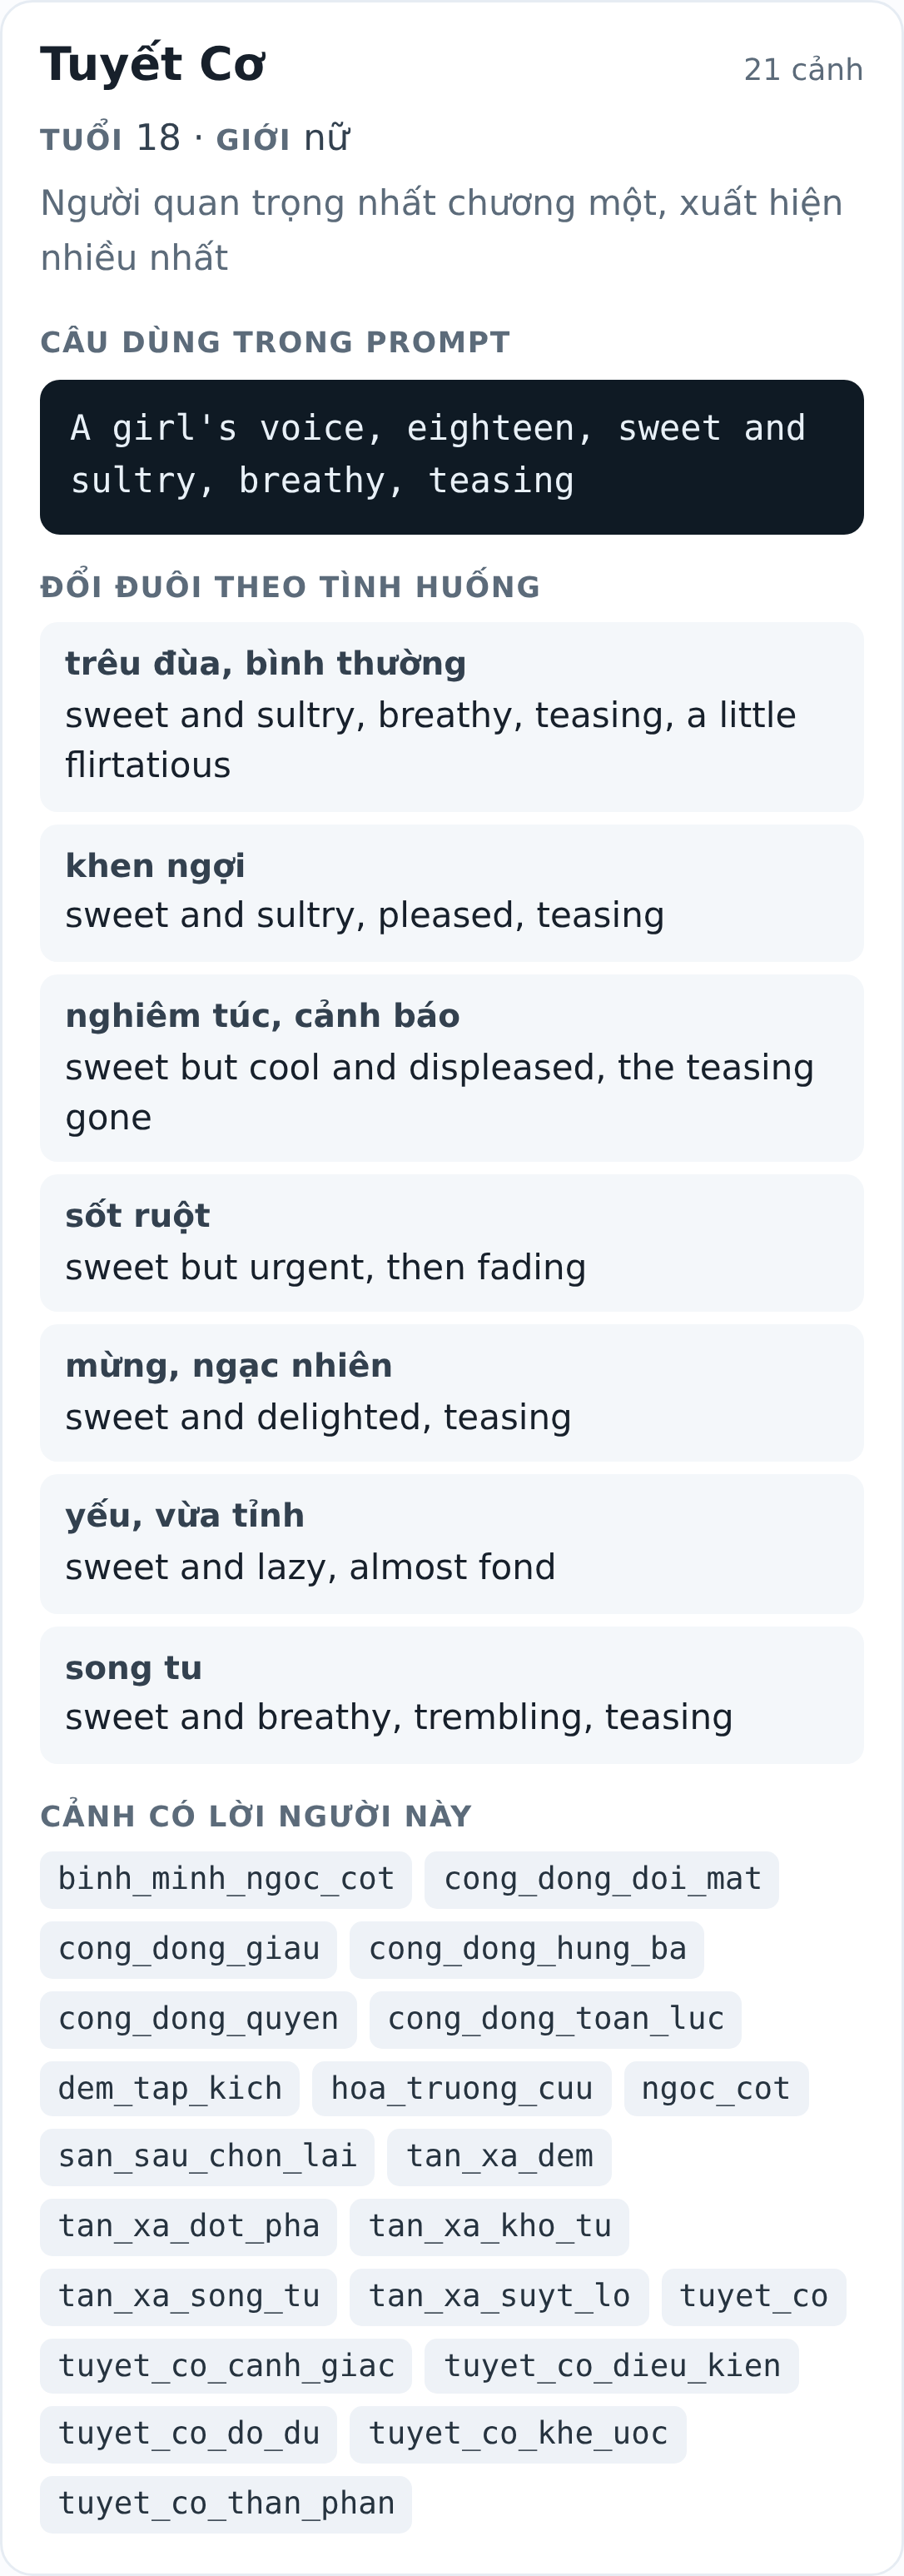 Tuyết Cơ 21 cảnh
TUỔI 18 · GIỚI nữ
Người quan trọng nhất chương một, xuất hiện
nhiều nhất
CÂU DÙNG TRONG PROMPT
A girl's voice, eighteen, sweet and
sultry, breathy, teasing
ĐỔI ĐUÔI THEO TÌNH HUỐNG
trêu đùa, bình thường
sweet and sultry, breathy, teasing, a little
flirtatious
khen ngợi
sweet and sultry, pleased, teasing
nghiêm túc, cảnh báo
sweet but cool and displeased, the teasing
gone
sốt ruột
sweet but urgent, then fading
mừng, ngạc nhiên
sweet and delighted, teasing
yếu, vừa tỉnh
sweet and lazy, almost fond
song tu
sweet and breathy, trembling, teasing
CẢNH CÓ LỜI NGƯỜI NÀY
binh_minh_ngoc_cot cong_dong_doi_mat
cong_dong_giau cong_dong_hung_ba
cong_dong_quyen cong_dong_toan_luc
dem_tap_kich hoa_truong_cuu ngoc_cot
san_sau_chon_lai tan_xa_dem
tan_xa_dot_pha tan_xa_kho_tu
tan_xa_song_tu tan_xa_suyt_lo tuyet_co
tuyet_co_canh_giac tuyet_co_dieu_kien
tuyet_co_do_du tuyet_co_khe_uoc
tuyet_co_than_phan